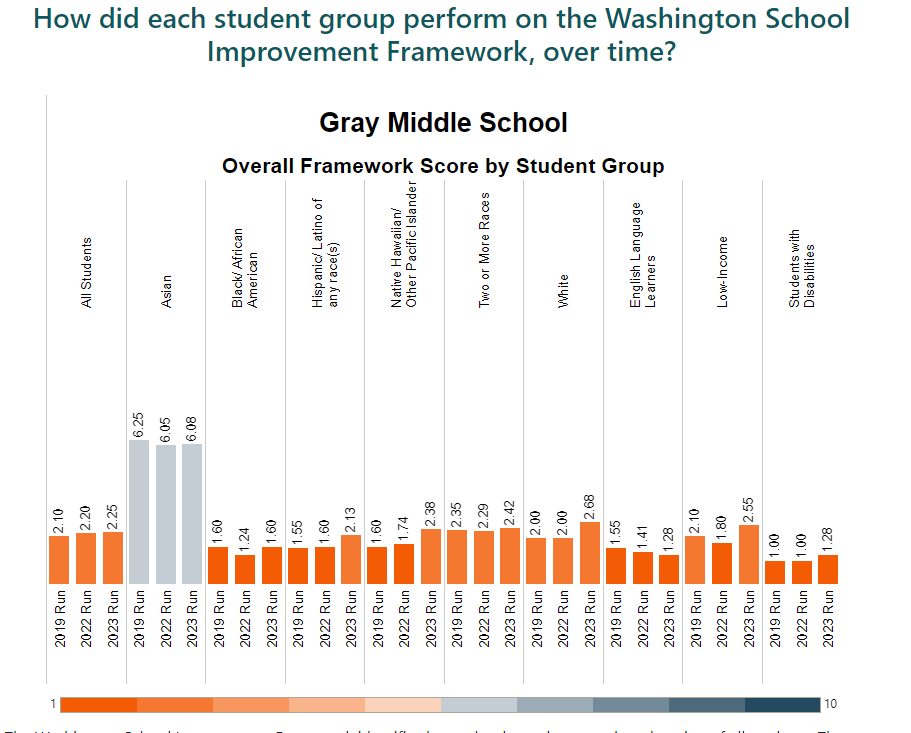 How did each student group perform on the Washington School
Improvement Framework, over time?
Gray Middle School
Overall Framework Score by Student Group
All Students
Asian
Black/ African
American
Hispanic/ Latino of
any race(s)
Native Hawaiian/
Other Pacific Islander
Two or More Races
White
English Language
Learners
Low-Income
Students with
Disabilities
2.10 2.20 2.25
6.25 6.05 6.08
1.60 1.24 1.60
1.55 1.60 2.13
1.60 1.74 2.38
2.35 2.29 2.42
2.00 2.00 2.68
1.55 1.41 1.28
2.10 1.80 2.55
1.00 1.00 1.28
2019 Run 2022 Run 2023 Run
2019 Run 2022 Run 2023 Run
2019 Run 2022 Run 2023 Run
2019 Run 2022 Run 2023 Run
2019 Run 2022 Run 2023 Run
2019 Run 2022 Run 2023 Run
2019 Run 2022 Run 2023 Run
2019 Run 2022 Run 2023 Run
2019 Run 2022 Run 2023 Run
2019 Run 2022 Run 2023 Run
1 10